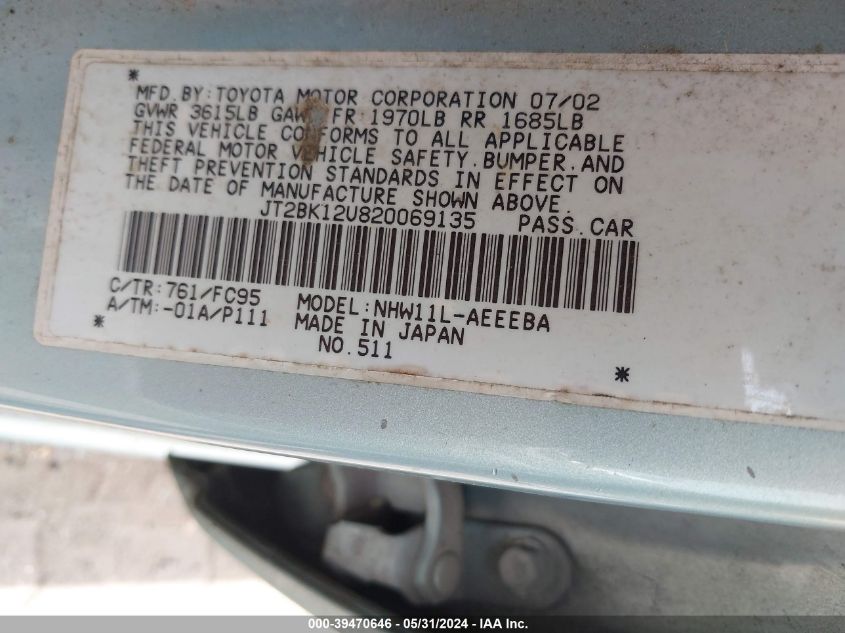 *
MFD. BY: TOYOTA MOTOR CORPORATION 07/02
GVWR 3615LB GAWR FR 1970LB RR 1685LB
THIS VEHICLE CONFORMS TO ALL APPLICABLE
FEDERAL MOTOR VEHICLE SAFETY, BUMPER, AND
THEFT PREVENTION STANDARDS IN EFFECT ON
THE DATE OF MANUFACTURE SHOWN ABOVE.
JT2BK12U820069135 PASS. CAR
C/TR: 761/FC95 MODEL: NHW11L-AEEEBA
A/TM: -01A/P111 MADE IN JAPAN
* NO. 511
*
000-39470646 - 05/31/2024 - IAA Inc.